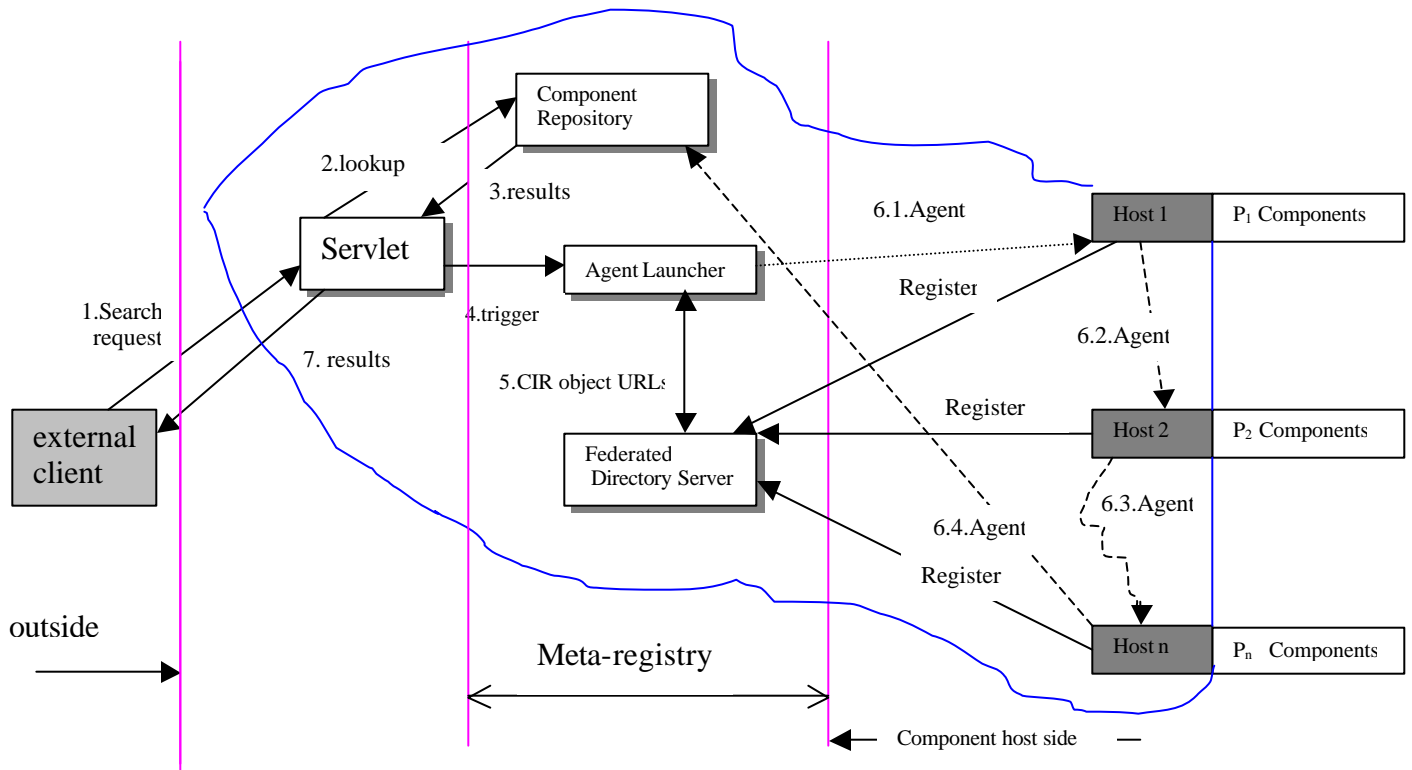 Component
Repository
2.lookup
3.results
6.1.Agent
Host 1
P1 Components
Servlet
Agent Launcher
Register
1.Search
request
4.trigger
6.2.Agent
7. results
5.CIR object URLs
Register
Host 2
P2 Components
external
client
Federated
Directory Server
6.3.Agent
6.4.Agent
Register
outside
Meta-registry
Host n
Pn Components
Component host side